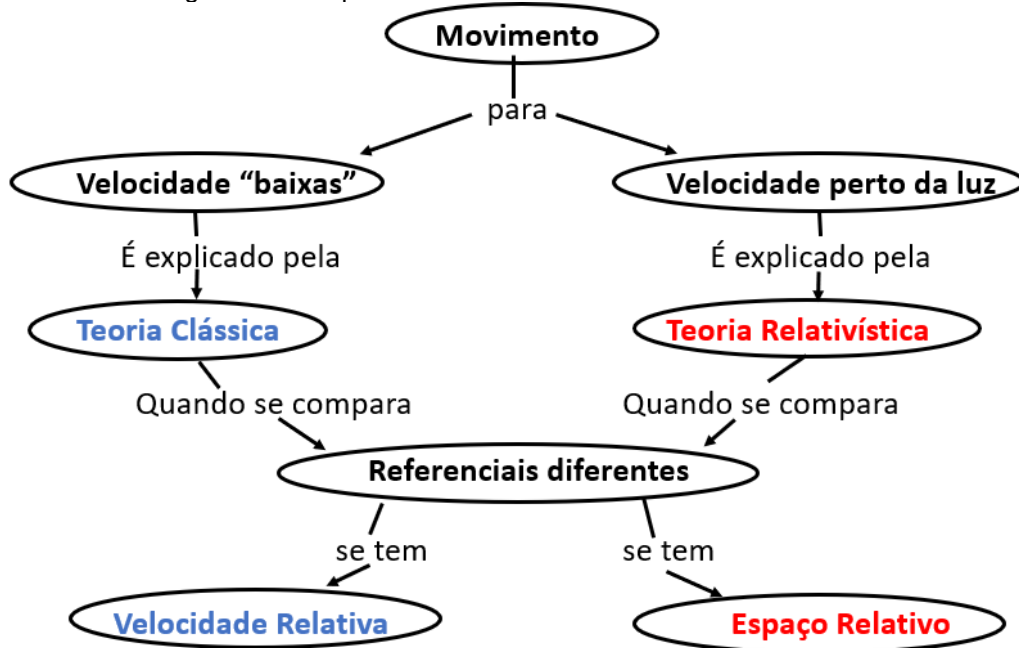 Movimento
para
Velocidade “baixas”
Velocidade perto da luz
É explicado pela
É explicado pela
Teoria Clássica
Teoria Relativística
Quando se compara
Quando se compara
Referenciais diferentes
se tem
se tem
Velocidade Relativa
Espaço Relativo